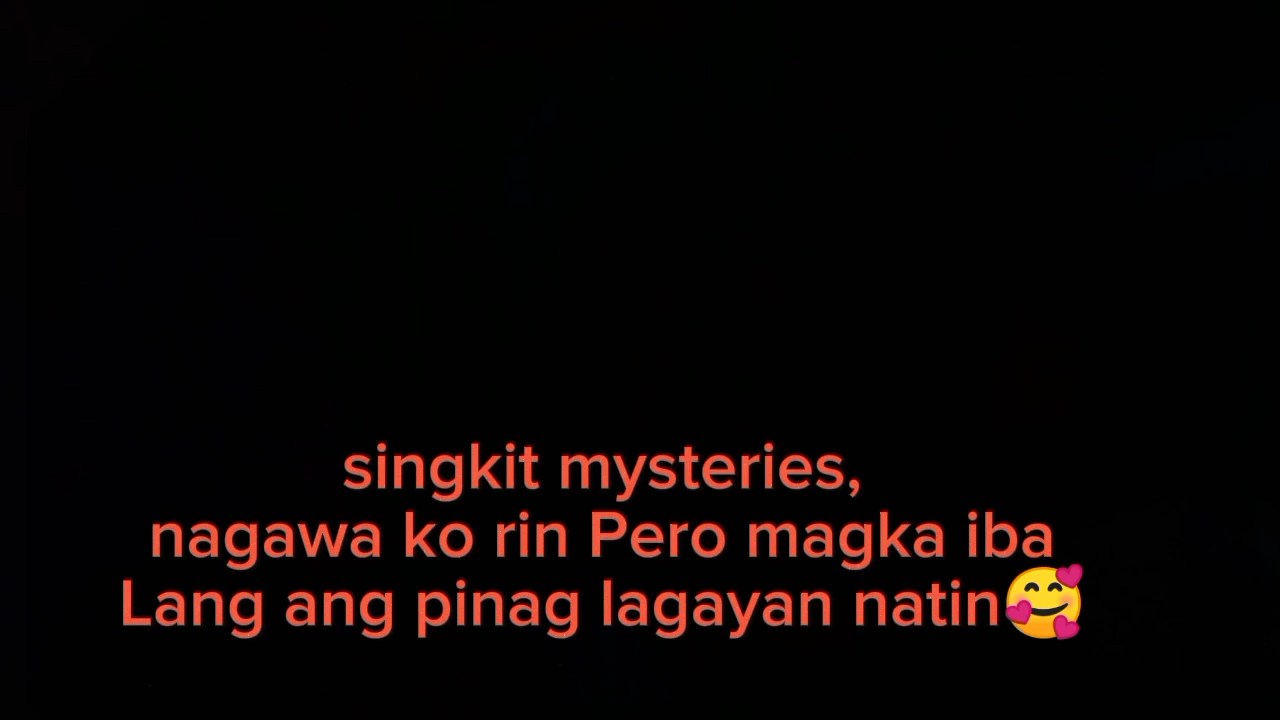 singkit mysteries,
nagawa ko rin Pero magka iba
Lang ang pinag lagayan natin🥰